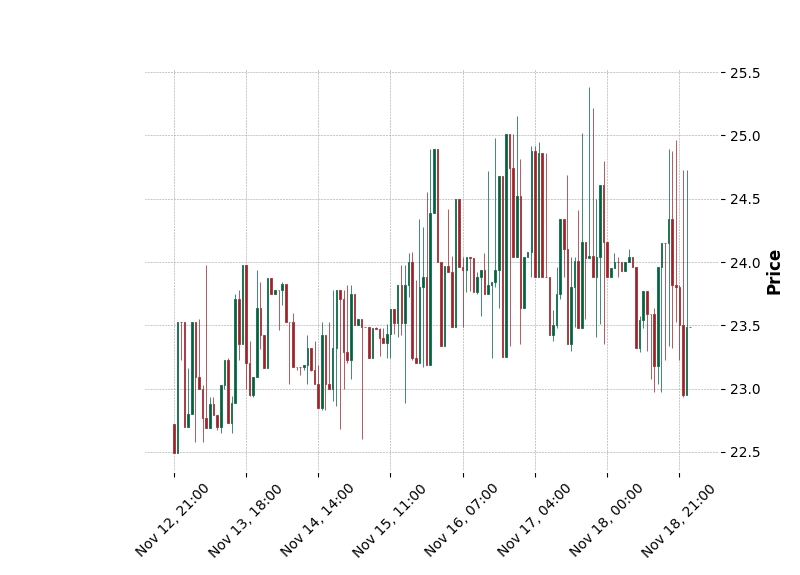 25.5
25.0
24.5
24.0
23.5
23.0
22.5
Price
Nov 12, 21:00
Nov 13, 18:00
Nov 14, 14:00
Nov 15, 11:00
Nov 16, 07:00
Nov 17, 04:00
Nov 18, 00:00
Nov 18, 21:00